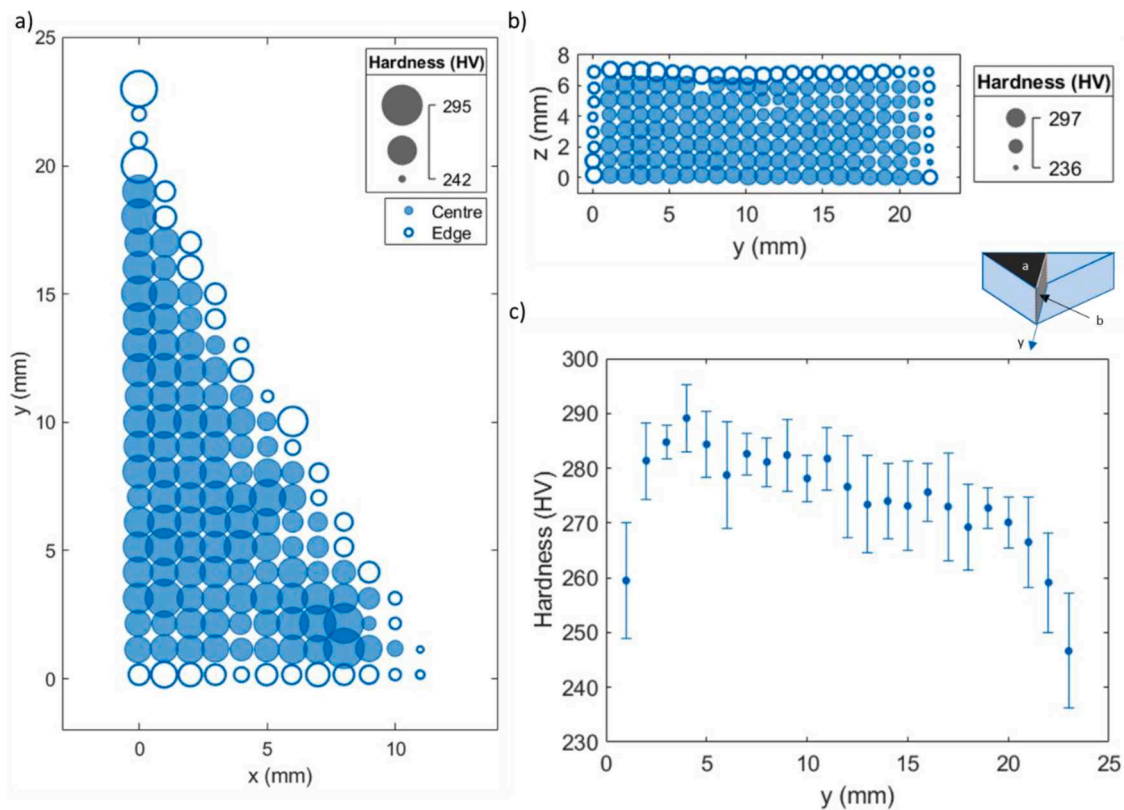 a)
25
20
15
10
5
0
y (mm)
0 5 10
x (mm)
Hardness (HV)
295
242
Centre
Edge
b)
8
6
4
2
0
z (mm)
0 5 10 15 20
y (mm)
Hardness (HV)
297
236
a
b
y
c)
300
290
280
270
260
250
240
230
Hardness (HV)
0 5 10 15 20 25
y (mm)